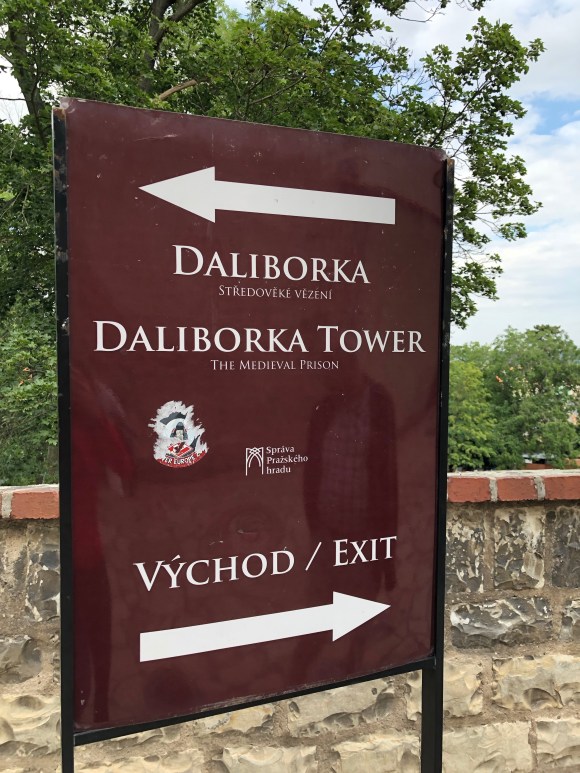 DALIBORKA
STŘEDOVĚKÉ VĚZENÍ
DALIBORKA TOWER
THE MEDIEVAL PRISON
Správa
Pražského
hradu
VÝCHOD / EXIT